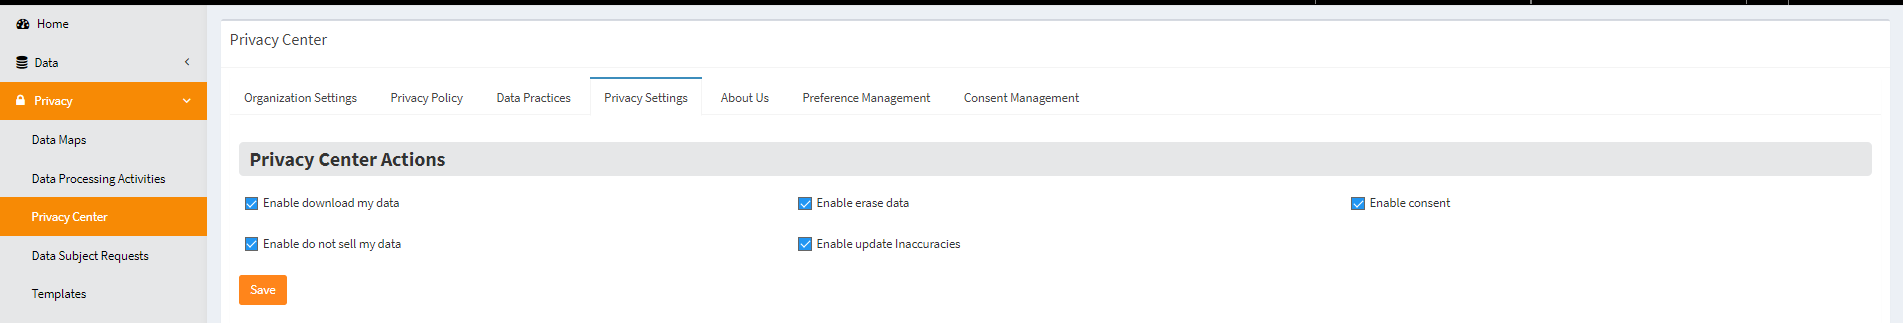 Home
Data
Privacy
Data Maps
Data Processing Activities
Privacy Center
Data Subject Requests
Templates
Privacy Center
Organization Settings Privacy Policy Data Practices Privacy Settings About Us Preference Management Consent Management
Privacy Center Actions
Enable download my data Enable erase data Enable consent
Enable do not sell my data Enable update Inaccuracies
Save